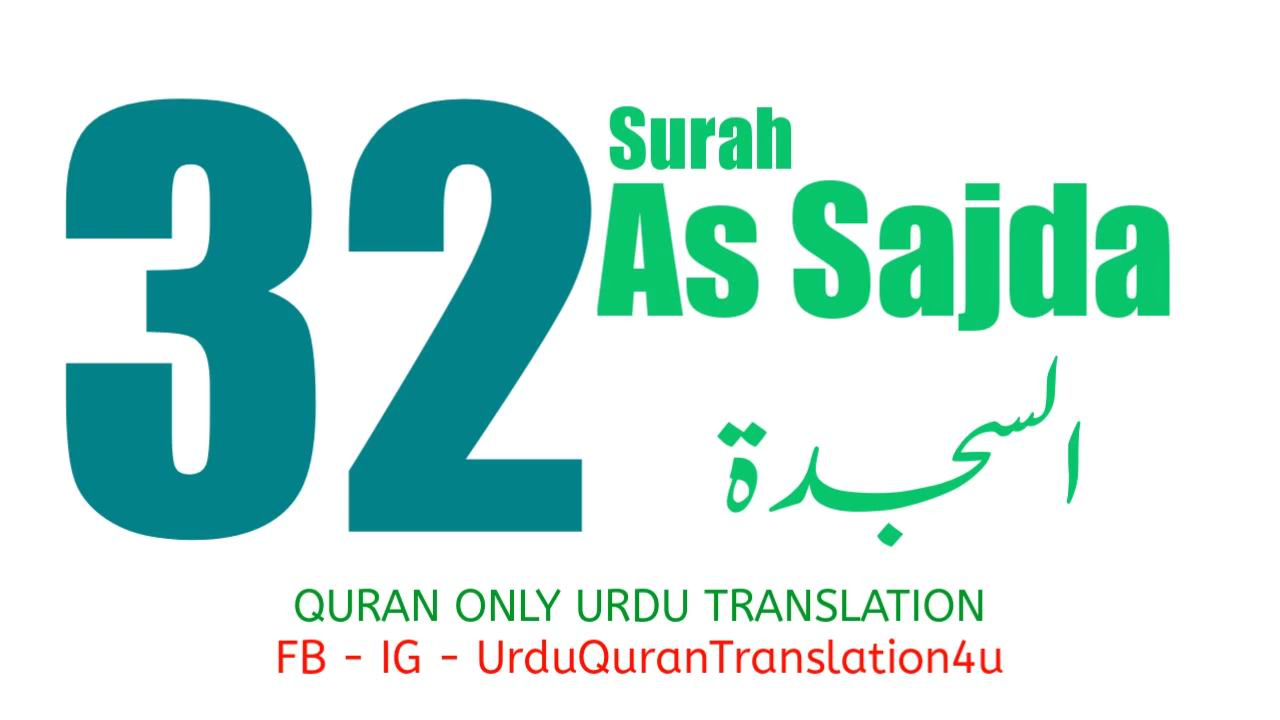 32
Surah
As Sajda
السجدة
QURAN ONLY URDU TRANSLATION
FB - IG - UrduQuranTranslation4u